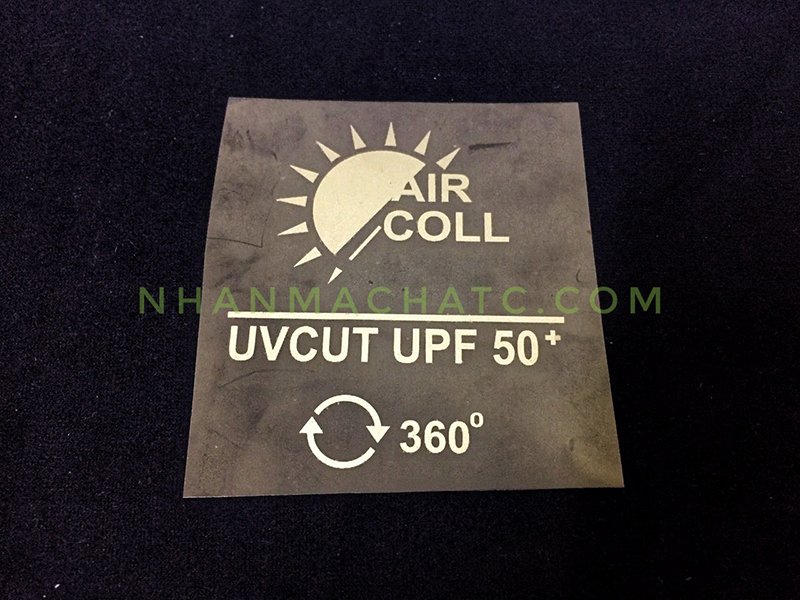 AIR
COLL
NHANMACHATC.COM
UVCUT UPF 50+
360°